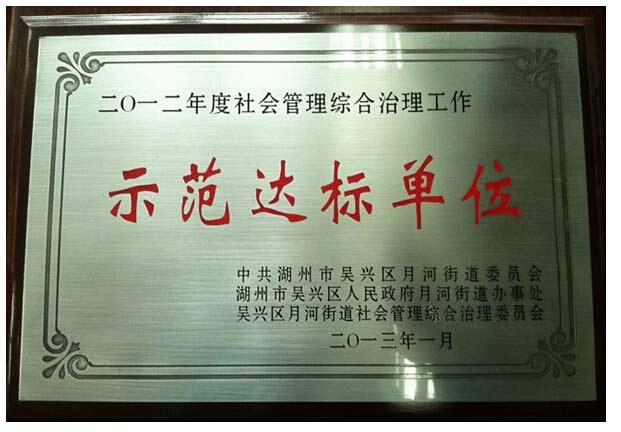 二〇一二年度社会管理综合治理工作
示范达标单位
中共湖州市吴兴区月河街道委员会
湖州市吴兴区人民政府月河街道办事处
吴兴区月河街道社会管理综合治理委员会
二〇一三年一月